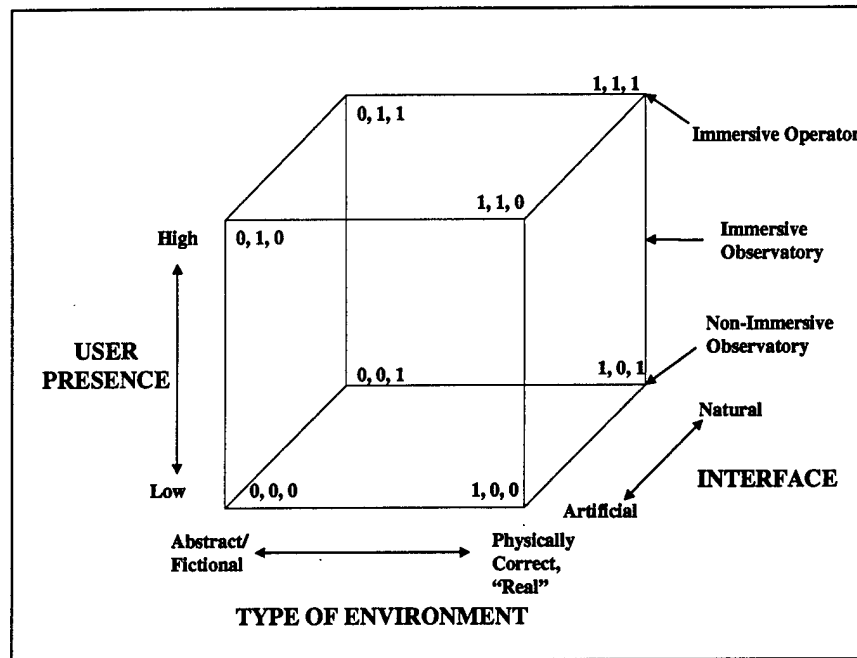 1, 1, 1
0, 1, 1
Immersive Operator
1, 1, 0
High
0, 1, 0
Immersive
Observatory
Non-Immersive
Observatory
USER
PRESENCE
0, 0, 1
1, 0, 1
Natural
INTERFACE
Low
0, 0, 0
1, 0, 0
Artificial
Abstract/
Fictional
Physically
Correct,
“Real”
TYPE OF ENVIRONMENT